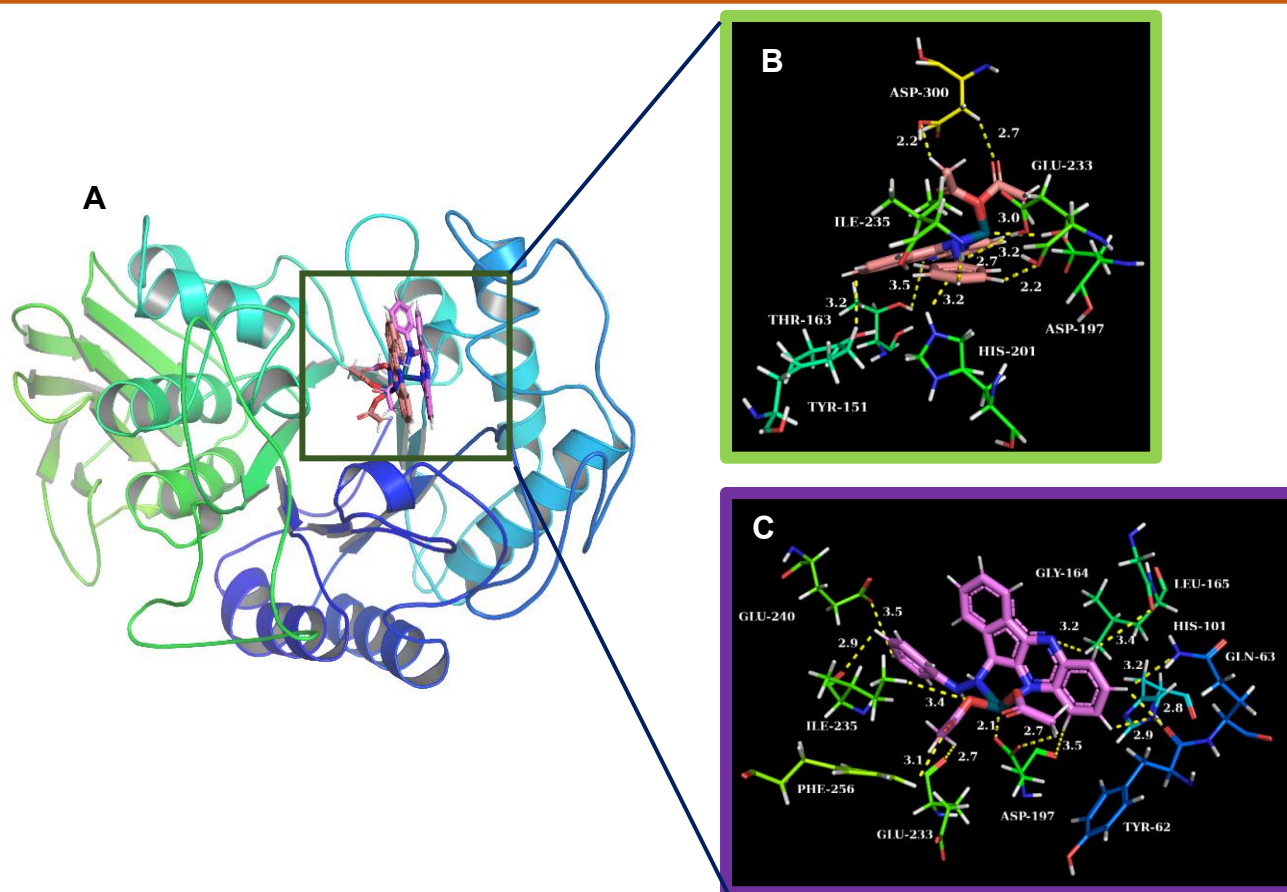 A
B
ASP-300
2.2
2.7
GLU-233
ILE-235
3.0
3.2
2.7
3.5
3.2
2.2
3.2
THR-163
ASP-197
HIS-201
TYR-151
C
GLY-164
LEU-165
GLU-240
3.5
3.2
3.4
HIS-101
2.9
3.2
GLN-63
3.4
2.8
ILE-235
2.1
2.7
2.9
3.5
3.1
2.7
PHE-256
ASP-197
TYR-62
GLU-233